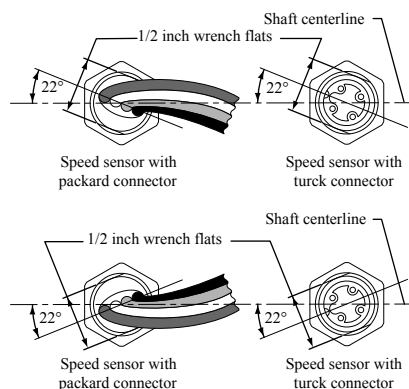 Shaft centerline
1/2 inch wrench flats
22°
22°
Speed sensor with
packard connector
Speed sensor with
turck connector
Shaft centerline
1/2 inch wrench flats
22°
22°
Speed sensor with
packard connector
Speed sensor with
turck connector